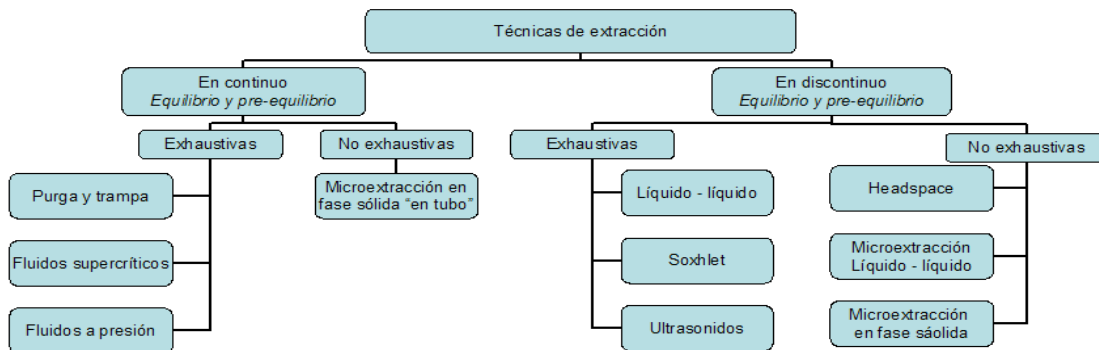 Técnicas de extracción
En continuo
Equilibrio y pre-equilibrio
En discontinuo
Equilibrio y pre-equilibrio
Exhaustivas
No exhaustivas
Exhaustivas
No exhaustivas
Purga y trampa
Fluidos supercríticos
Fluidos a presión
Microextracción en
fase sólida “en tubo”
Líquido - líquido
Soxhlet
Ultrasonidos
Headspace
Microextracción
Líquido - líquido
Microextracción
en fase sáolida